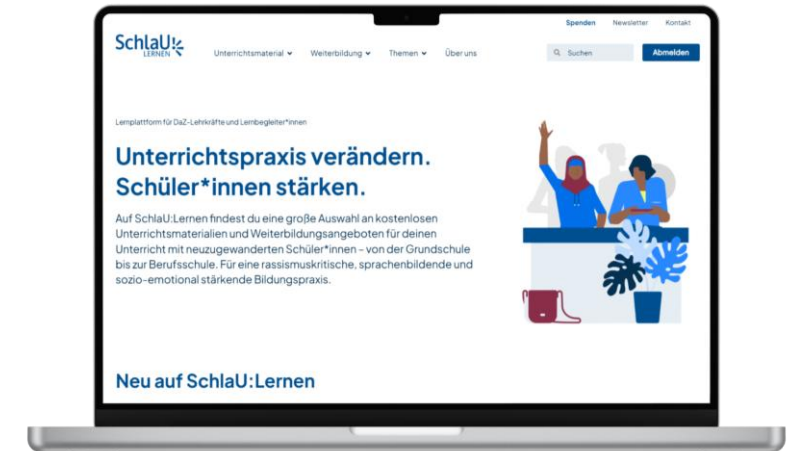 Spenden Newsletter Kontakt
SchlaU:
LERNEN
Unterrichtsmaterial Weiterbildung Themen Über uns
Suchen
Abmelden
Lernplattform für DaZ-Lehrkräfte und Lernbegleiter*innen
Unterrichtspraxis verändern.
Schüler*innen stärken.
Auf SchlaU:Lernen findest du eine große Auswahl an kostenlosen
Unterrichtsmaterialien und Weiterbildungsangeboten für deinen
Unterricht mit neuzugewanderten Schüler*innen – von der Grundschule
bis zur Berufsschule. Für eine rassismuskritische, sprachenbildende und
sozio-emotional stärkende Bildungspraxis.
Neu auf SchlaU:Lernen